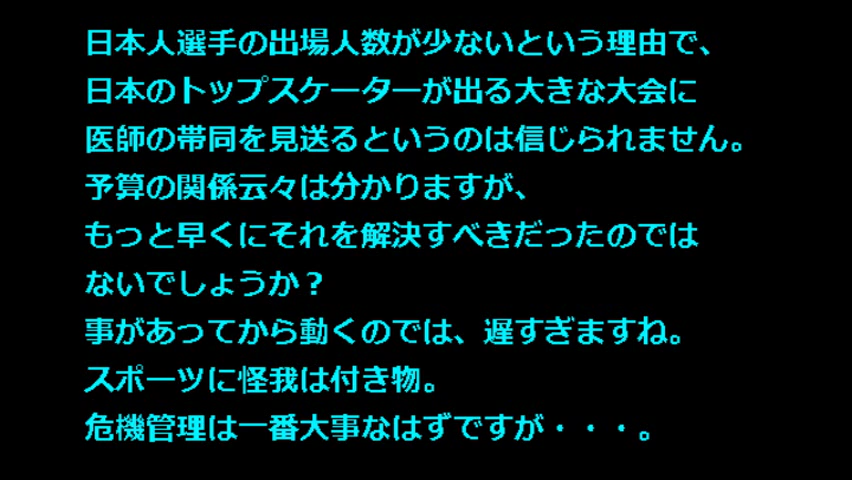 日本人選手の出場人数が少ないという理由で、
日本のトップスケーターが出る大きな大会に
医師の帯同を見送るというのは信じられません。
予算の関係云々は分かりますが、
もっと早くにそれを解決すべきだったのでは
ないでしょうか？
事があってから動くのでは、遅すぎますね。
スポーツに怪我は付き物。
危機管理は一番大事なはずですが・・・。